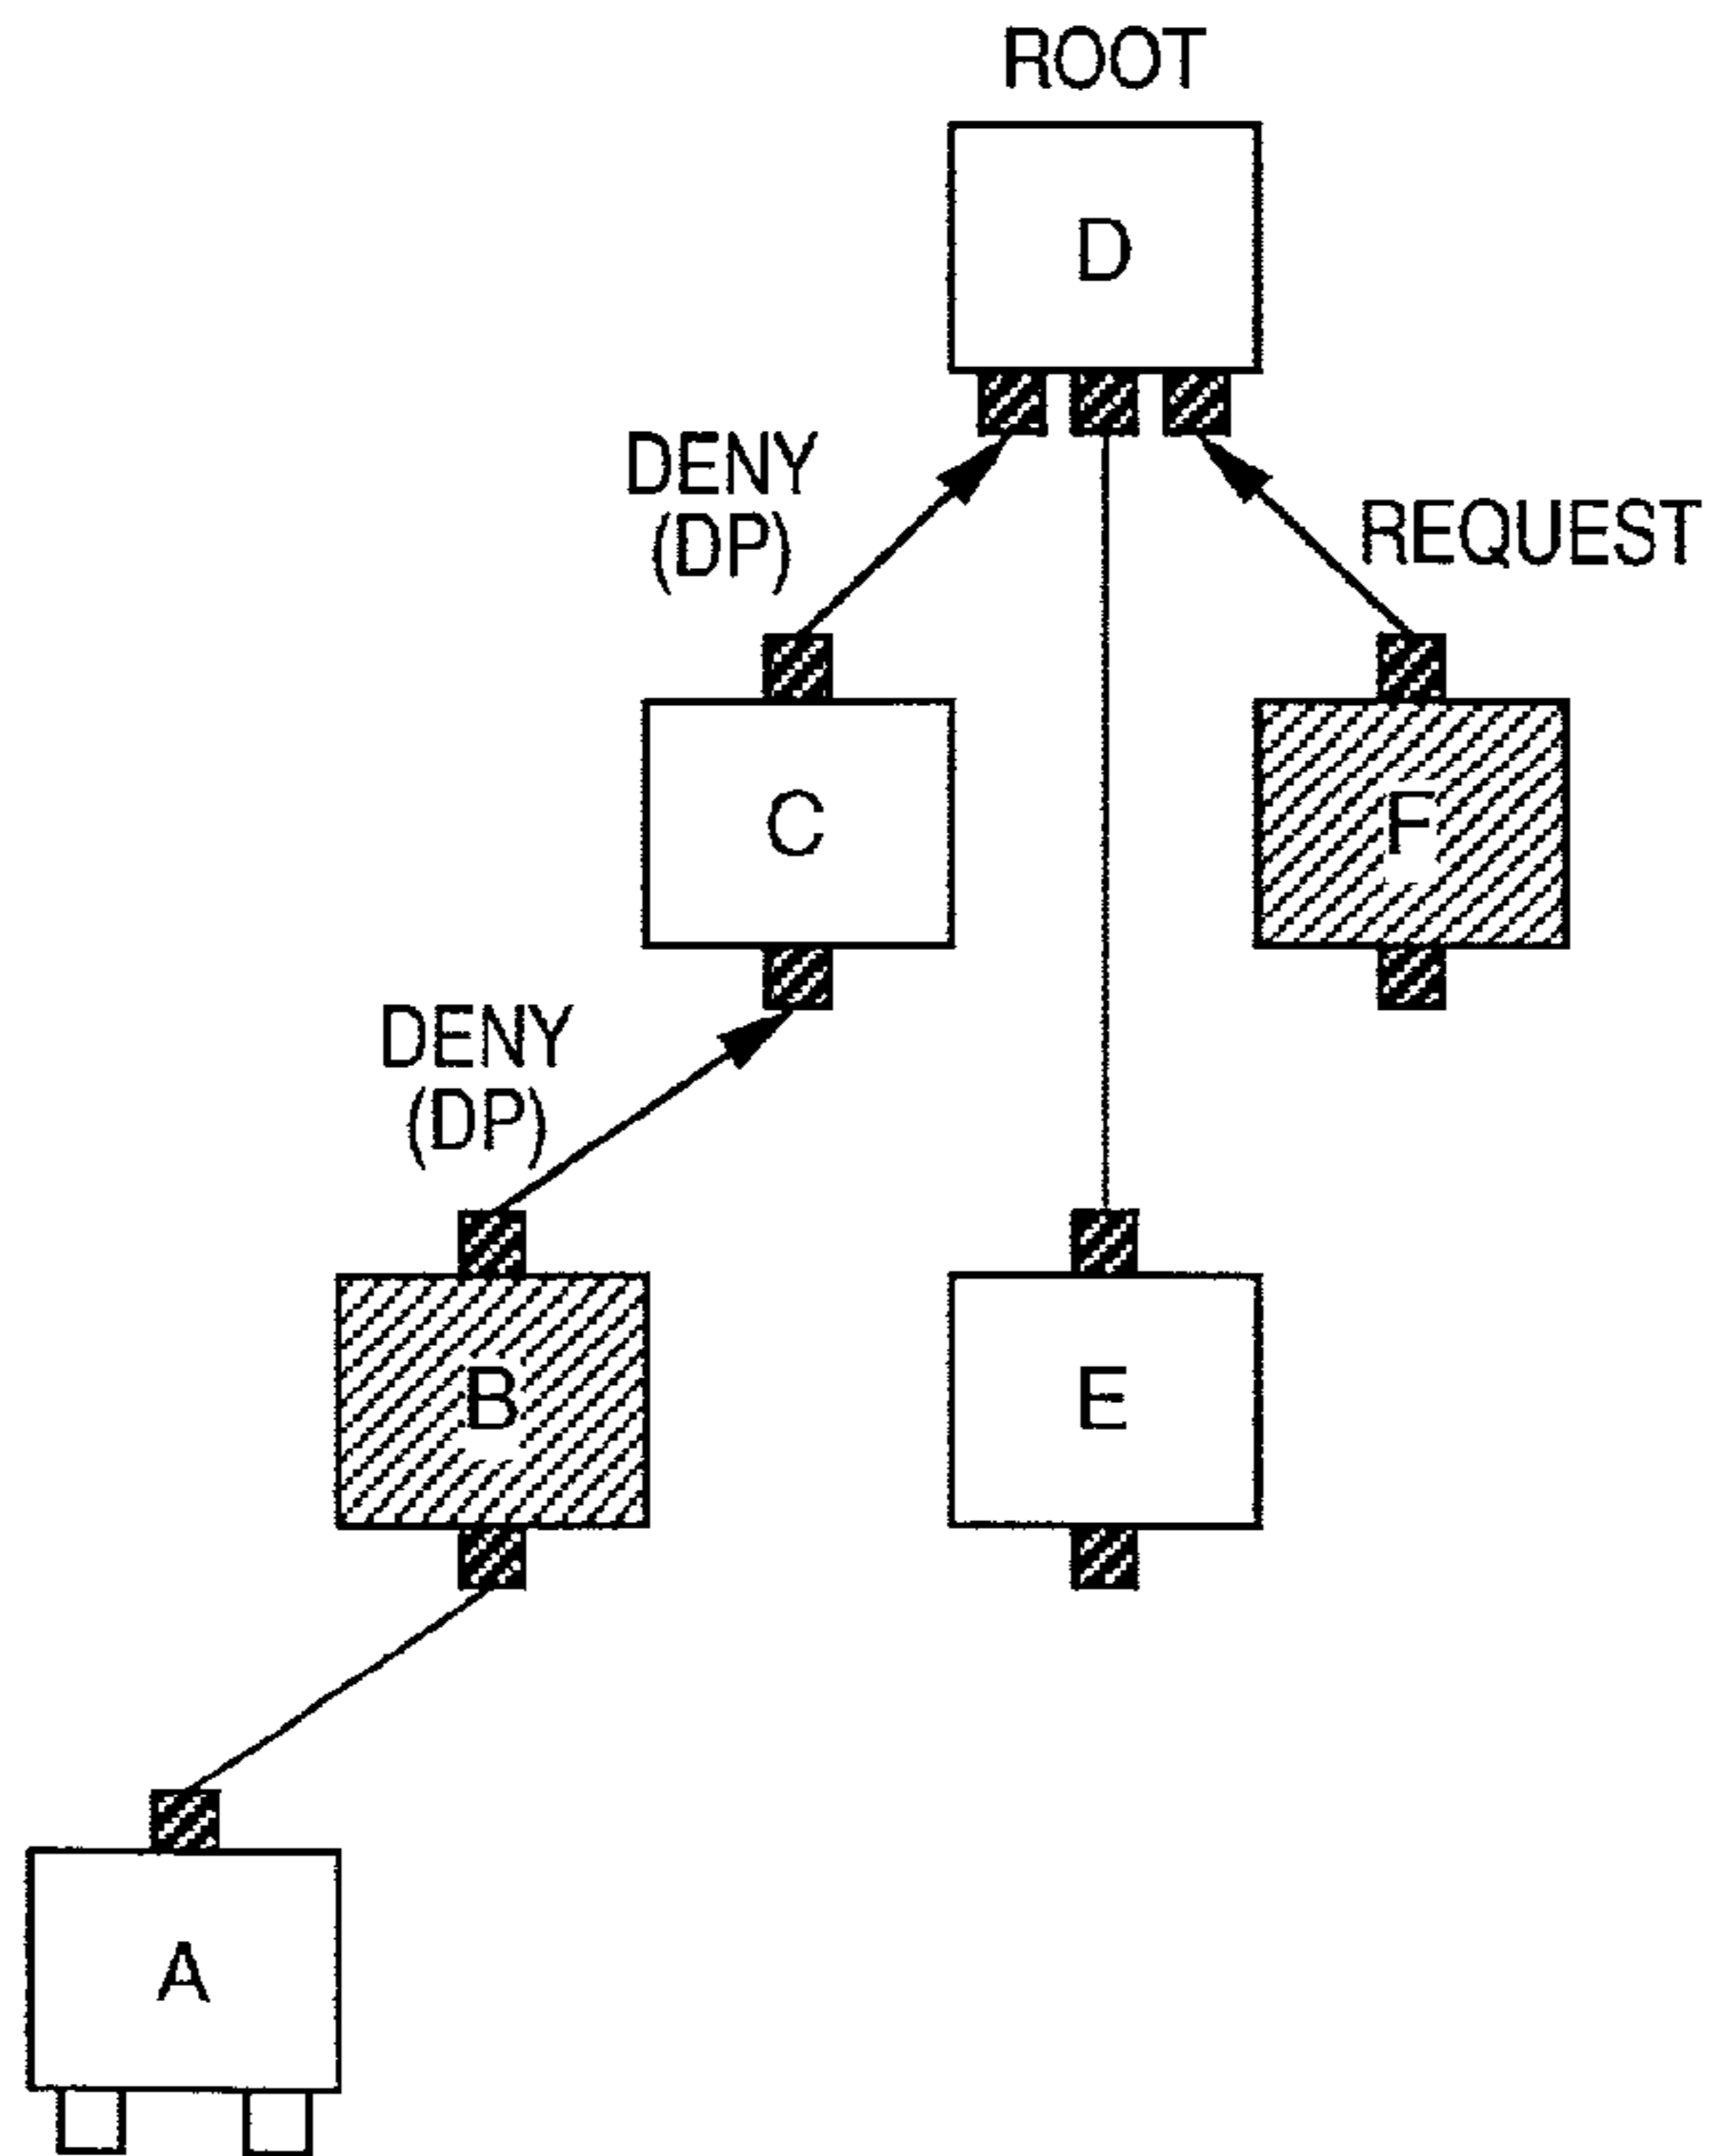 ROOT
D
DENY
(DP)
REQUEST
C
F
DENY
(DP)
B
E
A